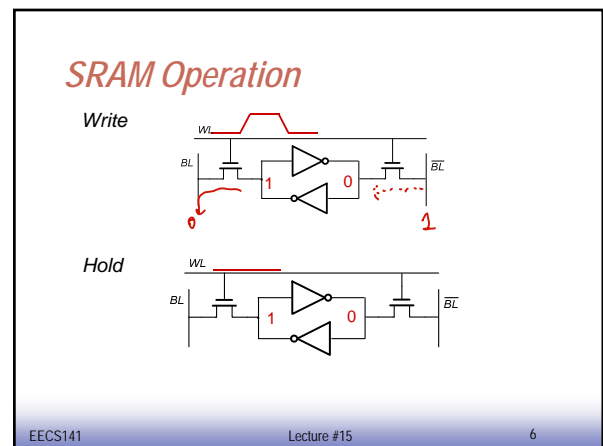 SRAM Operation
Write
WL
BL
BL
1
0
0
1
Hold
WL
BL
BL
1
0
EECS141 Lecture #15 6